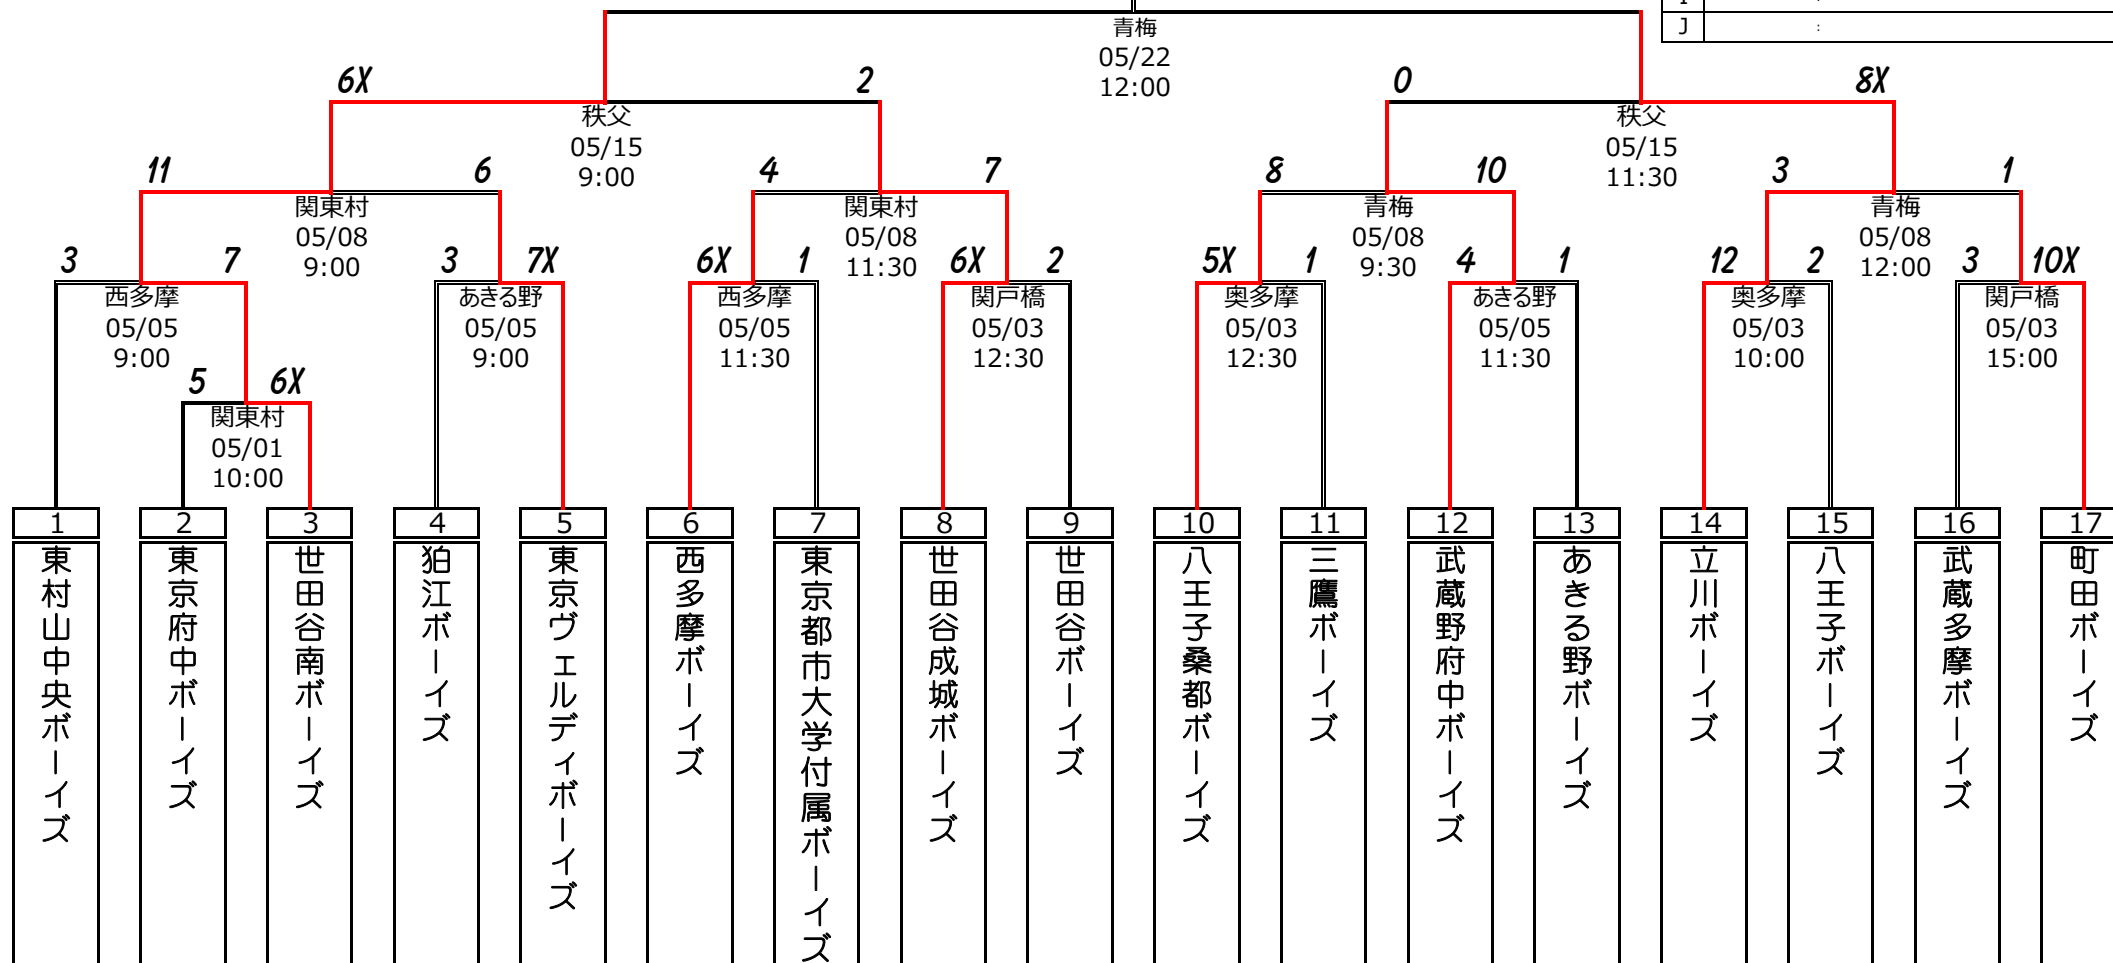 I :
J :
青梅
05/22
12:00
6X 2 0 8X
秩父 秩父
05/15 05/15
9:00 11:30
11 6 4 7 8 10 3 1
関東村 関東村 青梅 青梅
05/08 05/08 05/08 05/08
9:00 11:30 9:30 12:00
3 7 3 7X 6X 1 6X 2 5X 1 4 1 12 2 3 10X
西多摩 あきる野 西多摩 関戸橋 奥多摩 あきる野 奥多摩 関戸橋
05/05 05/05 05/05 05/03 05/03 05/05 05/03 05/03
9:00 9:00 11:30 12:30 12:30 11:30 10:00 15:00
5 6X
関東村
05/01
10:00
1 2 3 4 5 6 7 8 9 10 11 12 13 14 15 16 17
東村山中央ボーイズ
東京府中ボーイズ
世田谷南ボーイズ
狛江ボーイズ
東京ヴェルディボーイズ
西多摩ボーイズ
東京都市大学付属ボーイズ
世田谷成城ボーイズ
世田谷ボーイズ
八王子桑都ボーイズ
三鷹ボーイズ
武蔵野府中ボーイズ
あきる野ボーイズ
立川ボーイズ
八王子ボーイズ
武蔵多摩ボーイズ
町田ボーイズ